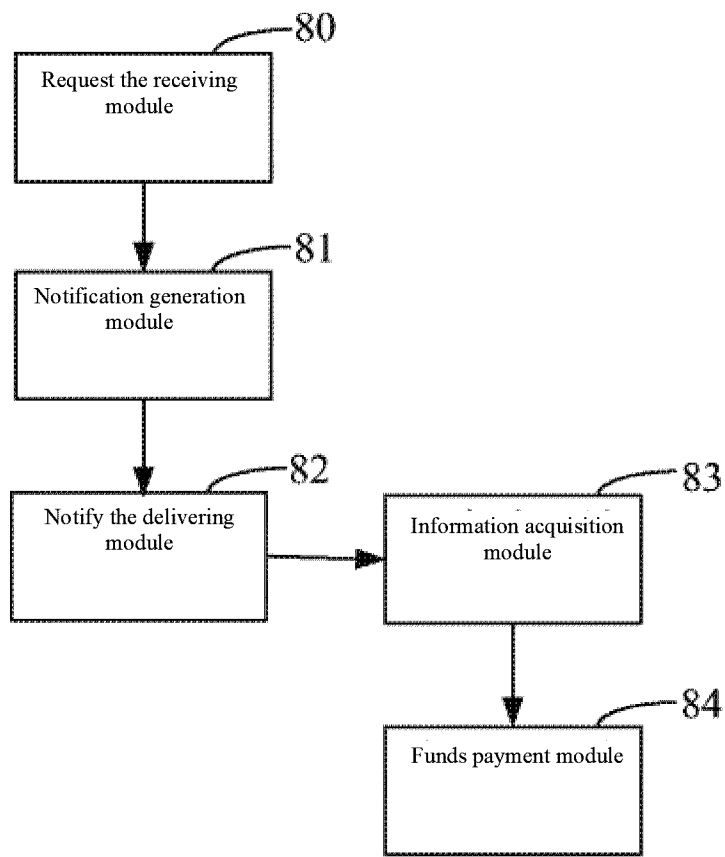 80
Request the receiving
module
81
Notification generation
module
82
Notify the delivering
module
83
Information acquisition
module
84
Funds payment module